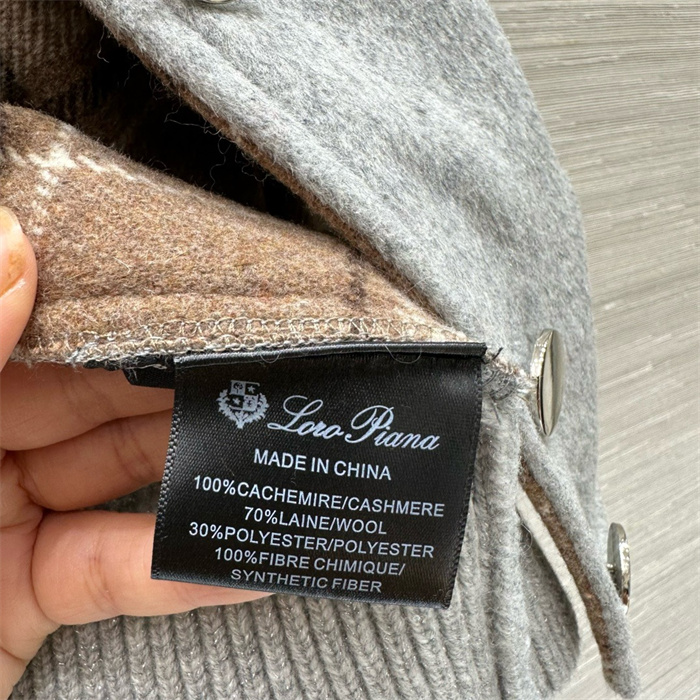 Loro Piana
MADE IN CHINA
100%CACHEMIRE/CASHMERE
70%LAINE/WOOL
30%POLYESTER/POLYESTER
100%FIBRE CHIMIQUE/
SYNTHETIC FIBER